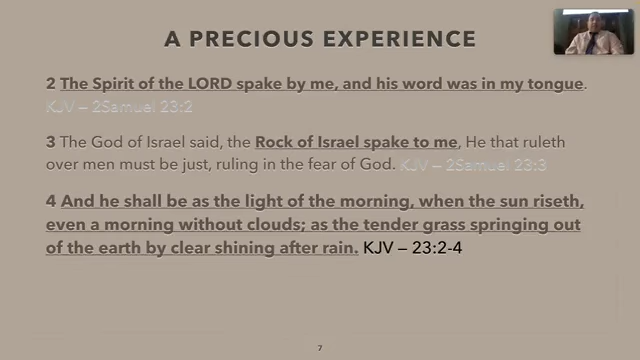 A PRECIOUS EXPERIENCE
2 The Spirit of the LORD spake by me, and his word was in my tongue.
KJV – 2Samuel 23:2
3 The God of Israel said, the Rock of Israel spake to me, He that ruleth
over men must be just, ruling in the fear of God. KJV – 2Samuel 23:3
4 And he shall be as the light of the morning, when the sun riseth,
even a morning without clouds; as the tender grass springing out
of the earth by clear shining after rain. KJV – 23:2-4
7